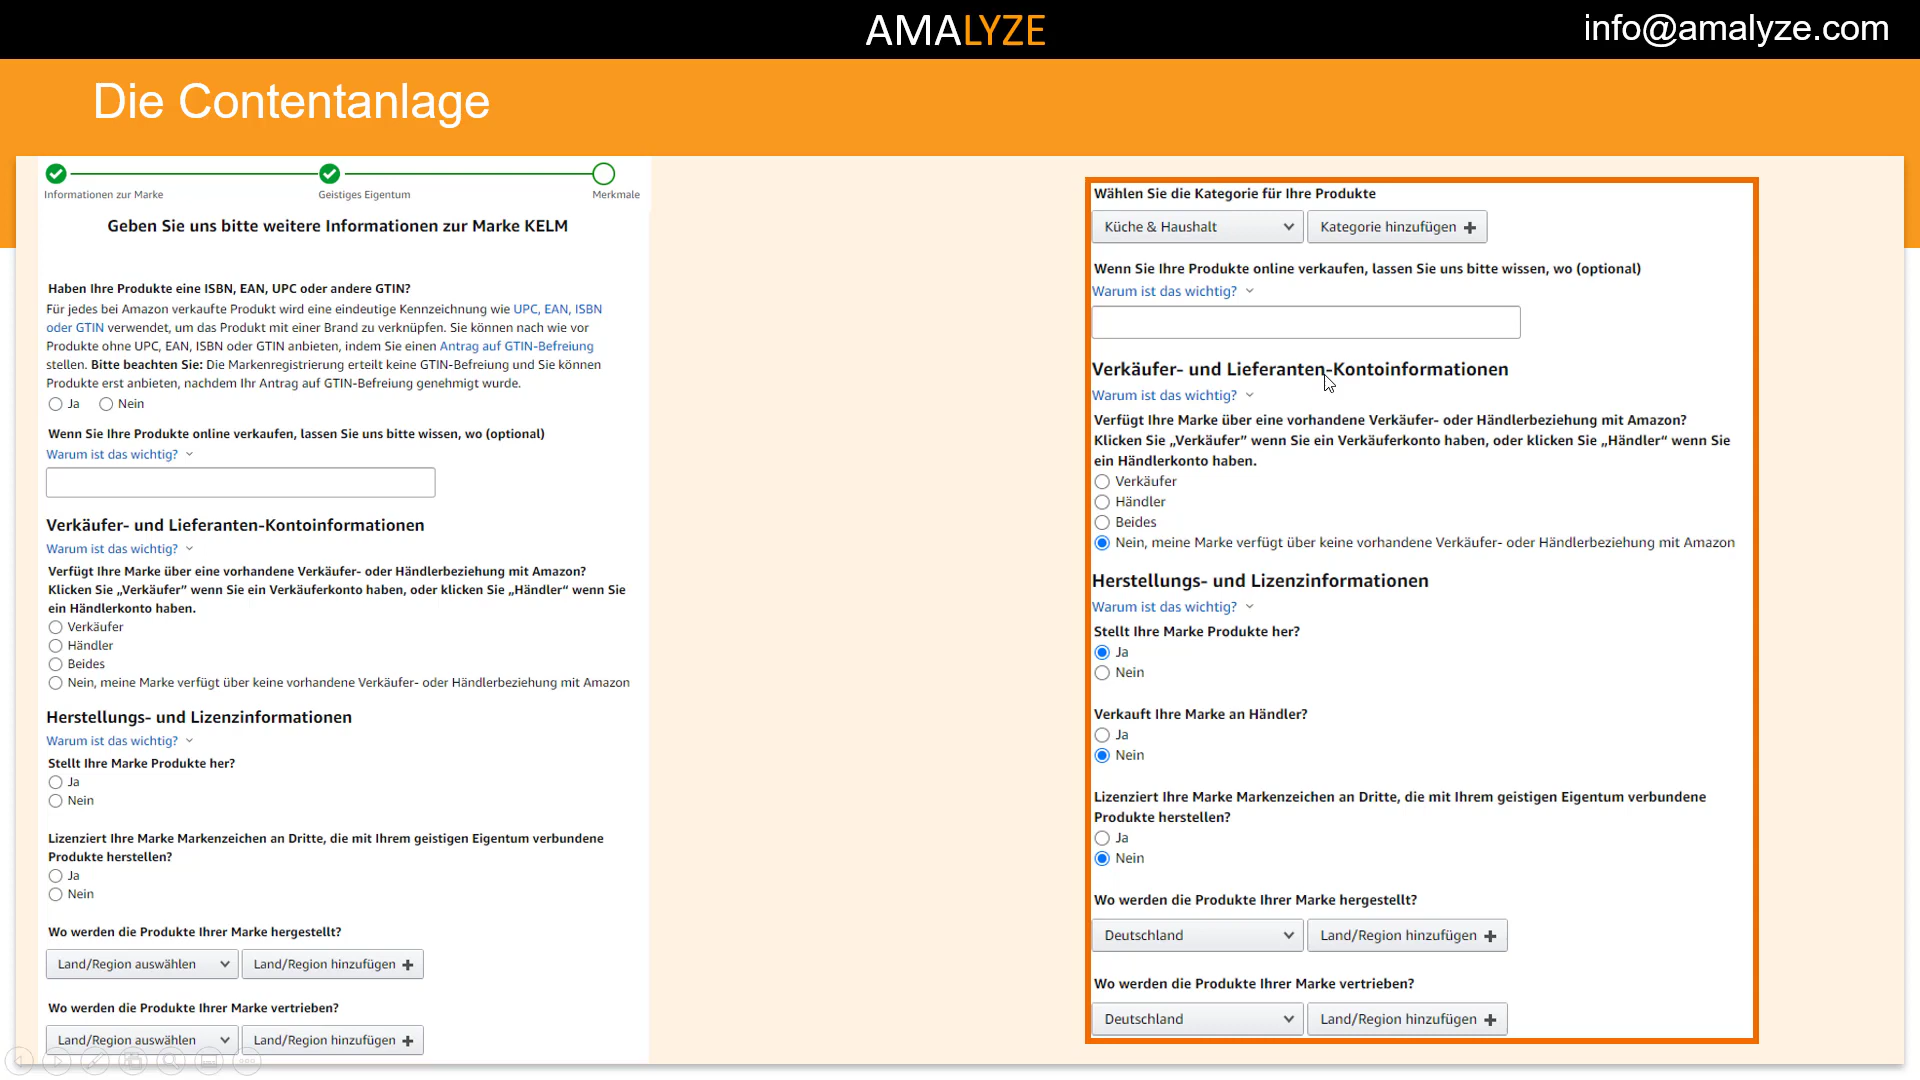 AMALYZE
info@amalyze.com
Die Contentanlage
Informationen zur Marke
Geistiges Eigentum
Merkmale
Geben Sie uns bitte weitere Informationen zur Marke KELM
Haben Ihre Produkte eine ISBN, EAN, UPC oder andere GTIN?
Für jedes bei Amazon verkaufte Produkt wird eine eindeutige Kennzeichnung wie UPC, EAN, ISBN
oder GTIN verwendet, um das Produkt mit einer Brand zu verknüpfen. Sie können nach wie vor
Produkte ohne UPC, EAN, ISBN oder GTIN anbieten, indem Sie einen Antrag auf GTIN-Befreiung
stellen. Bitte beachten Sie: Die Markenregistrierung erteilt keine GTIN-Befreiung und Sie können
Produkte erst anbieten, nachdem Ihr Antrag auf GTIN-Befreiung genehmigt wurde.
Ja Nein
Wenn Sie Ihre Produkte online verkaufen, lassen Sie uns bitte wissen, wo (optional)
Warum ist das wichtig?
Verkäufer- und Lieferanten-Kontoinformationen
Warum ist das wichtig?
Verfügt Ihre Marke über eine vorhandene Verkäufer- oder Händlerbeziehung mit Amazon?
Klicken Sie „Verkäufer” wenn Sie ein Verkäuferkonto haben, oder klicken Sie „Händler“ wenn Sie
ein Händlerkonto haben.
Verkäufer
Händler
Beides
Nein, meine Marke verfügt über keine vorhandene Verkäufer- oder Händlerbeziehung mit Amazon
Herstellungs- und Lizenzinformationen
Warum ist das wichtig?
Stellt Ihre Marke Produkte her?
Ja
Nein
Lizenziert Ihre Marke Markenzeichen an Dritte, die mit Ihrem geistigen Eigentum verbundene
Produkte herstellen?
Ja
Nein
Wo werden die Produkte Ihrer Marke hergestellt?
Land/Region auswählen Land/Region hinzufügen
Wo werden die Produkte Ihrer Marke vertrieben?
Land/Region auswählen Land/Region hinzufügen
Wählen Sie die Kategorie für Ihre Produkte
Küche & Haushalt Kategorie hinzufügen
Wenn Sie Ihre Produkte online verkaufen, lassen Sie uns bitte wissen, wo (optional)
Warum ist das wichtig?
Verkäufer- und Lieferanten-Kontoinformationen
Warum ist das wichtig?
Verfügt Ihre Marke über eine vorhandene Verkäufer- oder Händlerbeziehung mit Amazon?
Klicken Sie „Verkäufer” wenn Sie ein Verkäuferkonto haben, oder klicken Sie „Händler“ wenn Sie
ein Händlerkonto haben.
Verkäufer
Händler
Beides
Nein, meine Marke verfügt über keine vorhandene Verkäufer- oder Händlerbeziehung mit Amazon
Herstellungs- und Lizenzinformationen
Warum ist das wichtig?
Stellt Ihre Marke Produkte her?
Ja
Nein
Verkauft Ihre Marke an Händler?
Ja
Nein
Lizenziert Ihre Marke Markenzeichen an Dritte, die mit Ihrem geistigen Eigentum verbundene
Produkte herstellen?
Ja
Nein
Wo werden die Produkte Ihrer Marke hergestellt?
Deutschland Land/Region hinzufügen
Wo werden die Produkte Ihrer Marke vertrieben?
Deutschland Land/Region hinzufügen